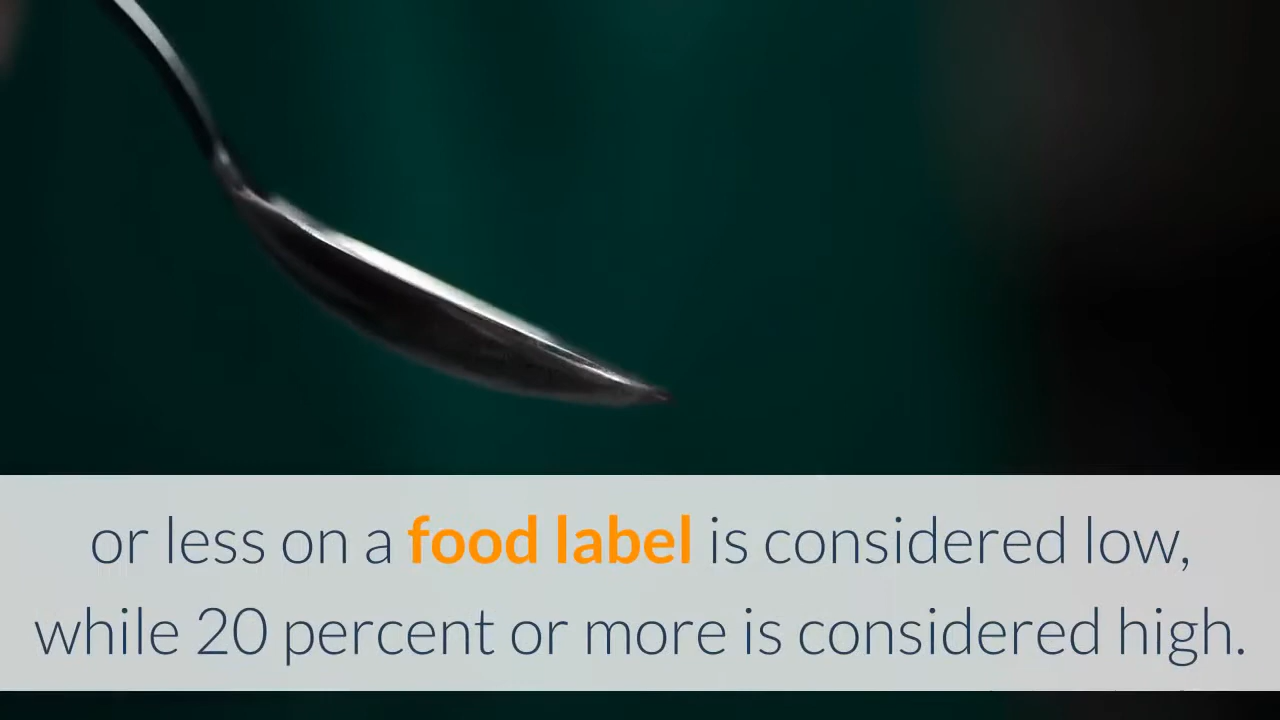 or less on a food label is considered low,
while 20 percent or more is considered high.